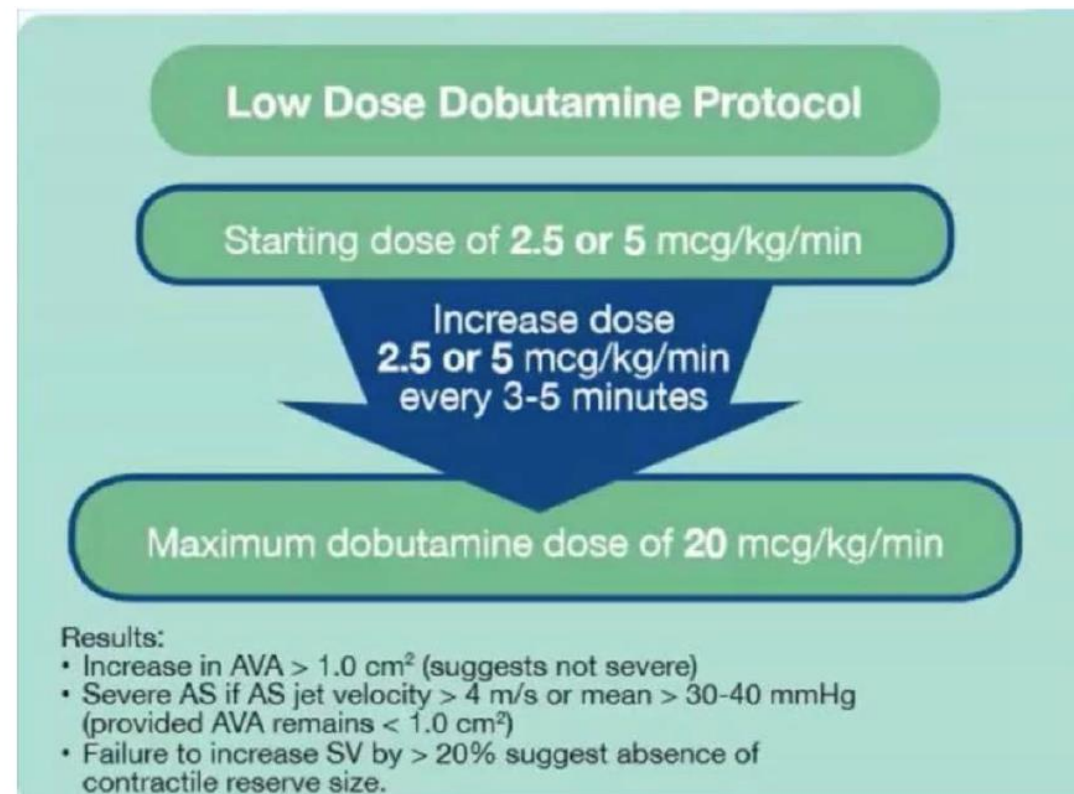 Low Dose Dobutamine Protocol
Starting dose of 2.5 or 5 mcg/kg/min
Increase dose
2.5 or 5 mcg/kg/min
every 3-5 minutes
Maximum dobutamine dose of 20 mcg/kg/min
Results:
• Increase in AVA > 1.0 cm² (suggests not severe)
• Severe AS if AS jet velocity > 4 m/s or mean > 30-40 mmHg
(provided AVA remains < 1.0 cm²)
• Failure to increase SV by > 20% suggest absence of
contractile reserve size.